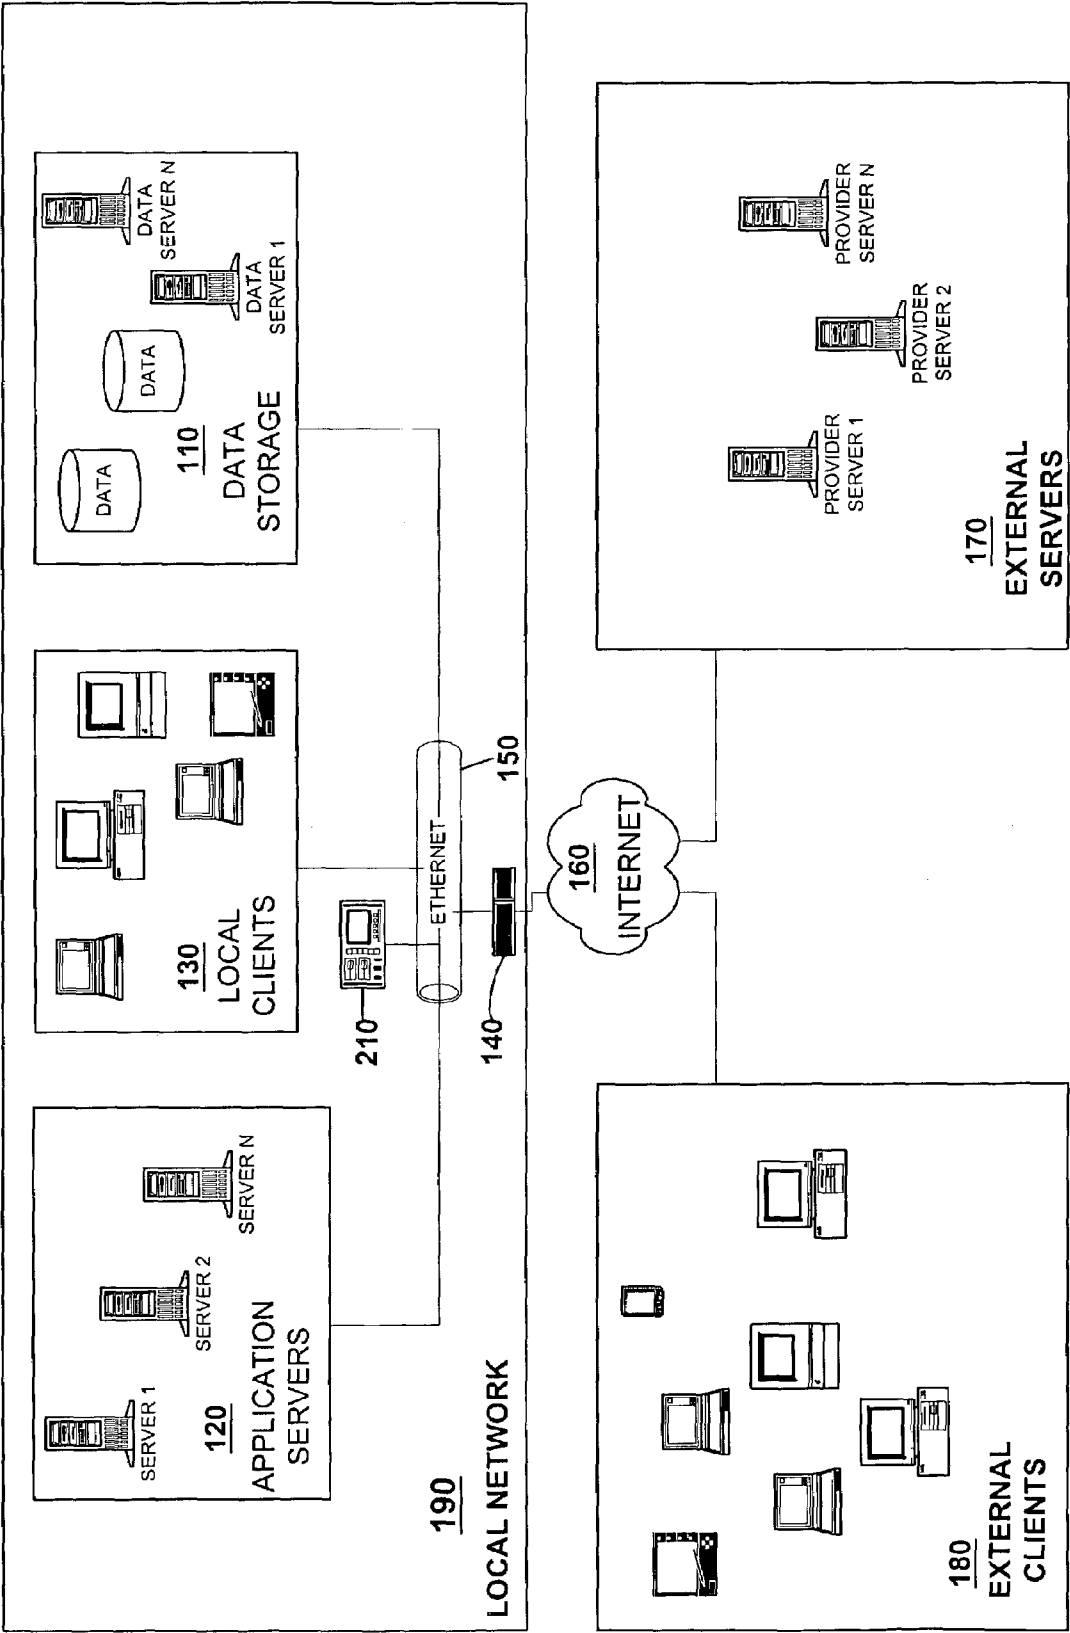 SERVER 1
SERVER 2
SERVER N
120
APPLICATION
SERVERS
130
LOCAL
CLIENTS
DATA
DATA
DATA
SERVER 1
DATA
SERVER N
110
DATA
STORAGE
210
ETHERNET
150
140
190
LOCAL NETWORK
160
INTERNET
180
EXTERNAL
CLIENTS
PROVIDER
SERVER 1
PROVIDER
SERVER 2
PROVIDER
SERVER N
170
EXTERNAL
SERVERS